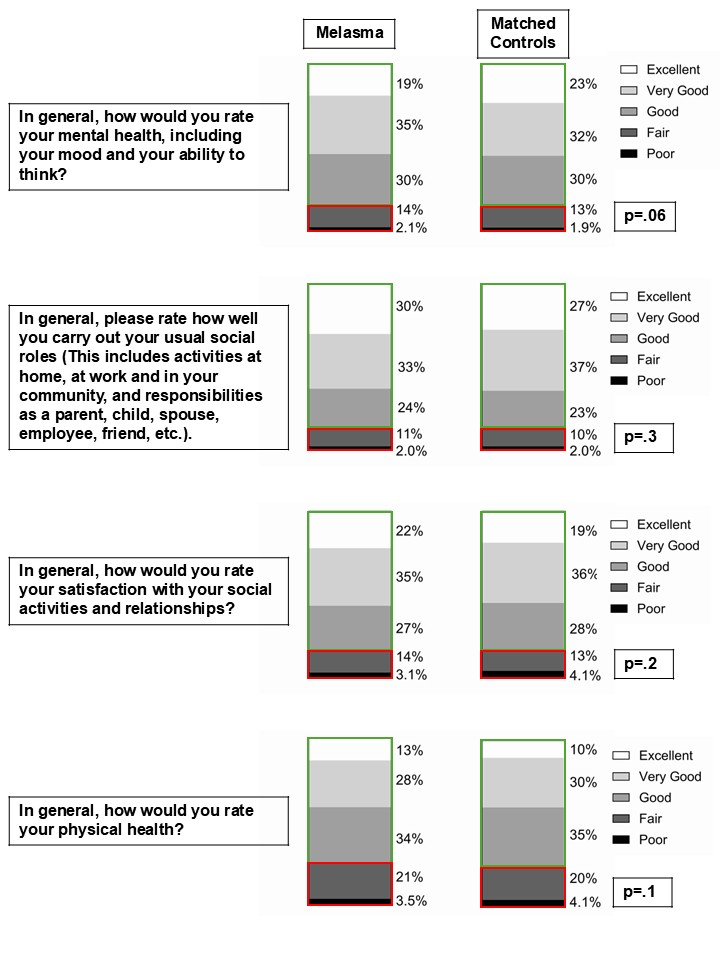 Melasma
Matched
Controls
In general, how would you rate
your mental health, including
your mood and your ability to
think?
19%
35%
30%
14%
2.1%
23%
32%
30%
13%
1.9%
Excellent
Very Good
Good
Fair
Poor
p=.06
In general, please rate how well
you carry out your usual social
roles (This includes activities at
home, at work and in your
community, and responsibilities
as a parent, child, spouse,
employee, friend, etc.).
30%
33%
24%
11%
2.0%
27%
37%
23%
10%
2.0%
Excellent
Very Good
Good
Fair
Poor
p=.3
In general, how would you rate
your satisfaction with your social
activities and relationships?
22%
35%
27%
14%
3.1%
19%
36%
28%
13%
4.1%
Excellent
Very Good
Good
Fair
Poor
p=.2
In general, how would you rate
your physical health?
13%
28%
34%
21%
3.5%
10%
30%
35%
20%
4.1%
Excellent
Very Good
Good
Fair
Poor
p=.1